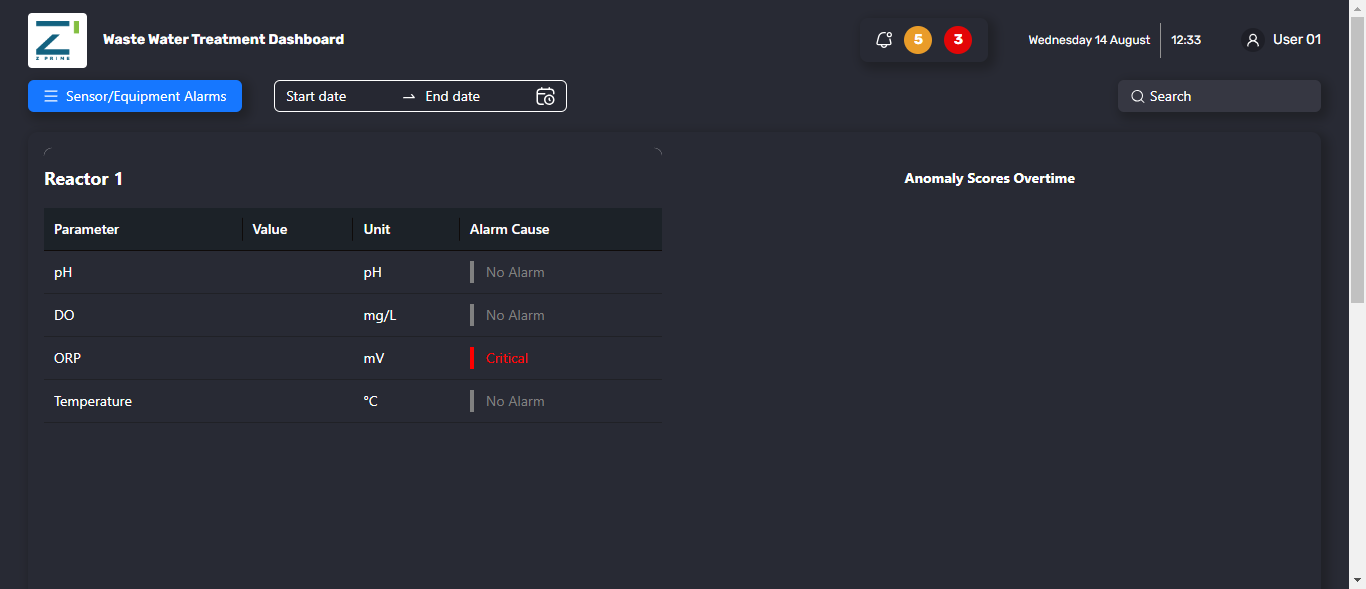 Z PRIME
Waste Water Treatment Dashboard
5 3
Wednesday 14 August 12:33
User 01
Sensor/Equipment Alarms
Start date → End date
Search
Reactor 1
Parameter Value Unit Alarm Cause
pH pH No Alarm
DO mg/L No Alarm
ORP mV Critical
Temperature °C No Alarm
Anomaly Scores Overtime